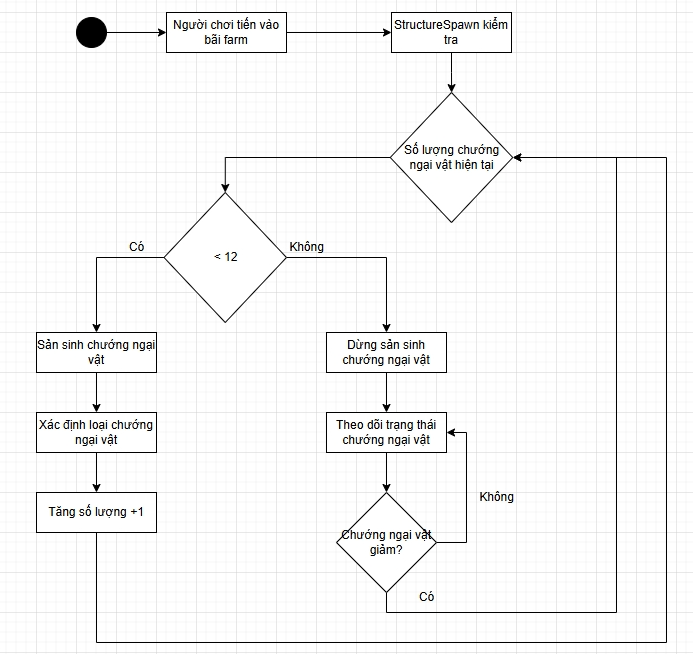 Người chơi tiến vào
bãi farm
StructureSpawn kiểm
tra
Số lượng chướng
ngại vật hiện tại
< 12
Có
Không
Sản sinh chướng ngại
vật
Dừng sản sinh
chướng ngại vật
Xác định loại chướng
ngại vật
Theo dõi trạng thái
chướng ngại vật
Tăng số lượng +1
Không
Chướng ngại vật
giảm?
Có